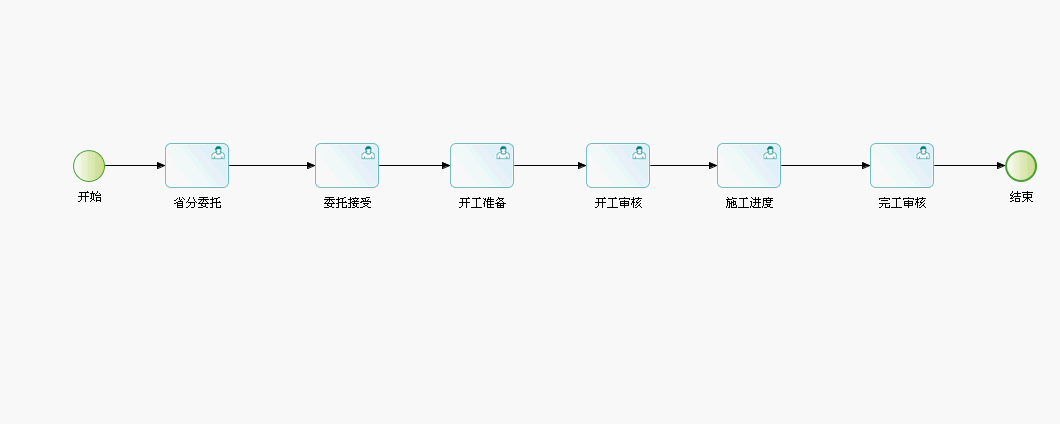 开始
省分委托
委托接受
开工准备
开工审核
施工进度
完工审核
结束